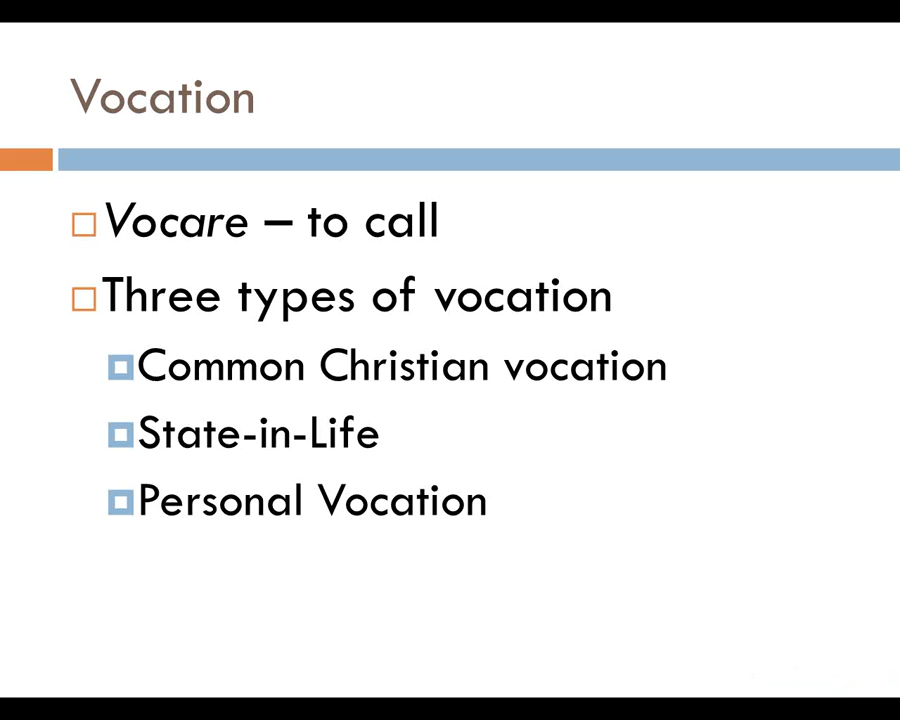 Vocation
Vocare – to call
Three types of vocation
Common Christian vocation
State-in-Life
Personal Vocation